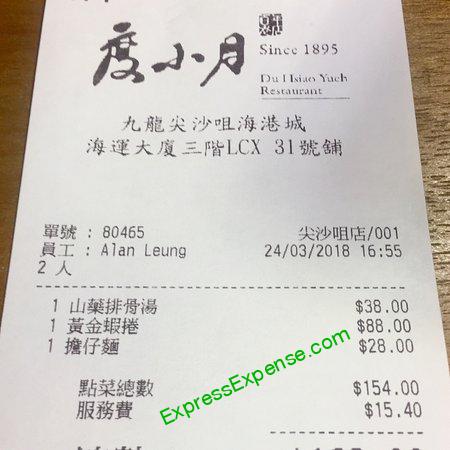 度小月
Since 1895
Du Hsiao Yueh
Restaurant
九龍尖沙咀海港城
海運大廈三階LCX 31號舖
單號 : 80465 尖沙咀店/001
員工 : Alan Leung 24/03/2018 16:55
2 人
1 山藥排骨湯 $38.00
1 黃金蝦捲 $88.00
1 擔仔麵 $28.00
點菜總數 $154.00
服務費 $15.40
ExpressExpense.com